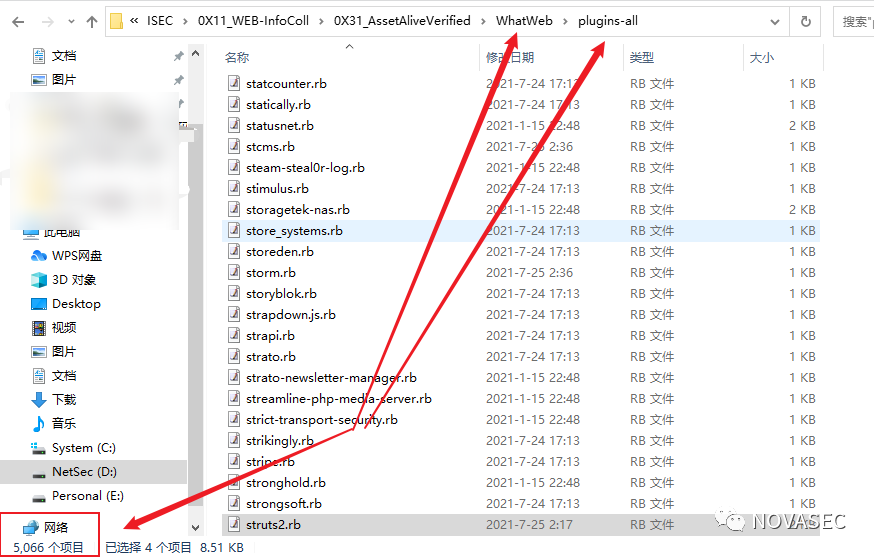 « ISEC › 0X11_WEB-InfoColl › 0X31_AssetAliveVerified › WhatWeb › plugins-all
搜索"p
文档
图片
此电脑
WPS网盘
3D 对象
Desktop
视频
图片
文档
下载
音乐
System (C:)
NetSec (D:)
Personal (E:)
网络
名称 修改日期 类型 大小
statcounter.rb 2021-7-24 17:13 RB 文件 1 KB
statically.rb 2021-7-24 17:13 RB 文件 1 KB
statusnet.rb 2021-1-15 22:48 RB 文件 2 KB
stcms.rb 2021-7-25 2:36 RB 文件 1 KB
steam-steal0r-log.rb 2021-1-15 22:48 RB 文件 1 KB
stimulus.rb 2021-7-24 17:13 RB 文件 1 KB
storagetek-nas.rb 2021-1-15 22:48 RB 文件 2 KB
store_systems.rb 2021-7-24 17:13 RB 文件 1 KB
storeden.rb 2021-7-24 17:13 RB 文件 1 KB
storm.rb 2021-7-25 2:36 RB 文件 1 KB
storyblok.rb 2021-7-24 17:13 RB 文件 1 KB
strapdown.js.rb 2021-7-24 17:13 RB 文件 1 KB
strapi.rb 2021-7-24 17:13 RB 文件 1 KB
strato.rb 2021-7-24 17:13 RB 文件 1 KB
strato-newsletter-manager.rb 2021-1-15 22:48 RB 文件 1 KB
streamline-php-media-server.rb 2021-1-15 22:48 RB 文件 1 KB
strict-transport-security.rb 2021-1-15 22:48 RB 文件 1 KB
strikingly.rb 2021-7-24 17:13 RB 文件 1 KB
stripe.rb 2021-7-24 17:13 RB 文件 1 KB
stronghold.rb 2021-1-15 22:48 RB 文件 1 KB
strongsoft.rb 2021-7-24 17:13 RB 文件 1 KB
struts2.rb 2021-7-25 2:17 RB 文件
NOVASEC
5,066 个项目 已选择 4 个项目 8.51 KB